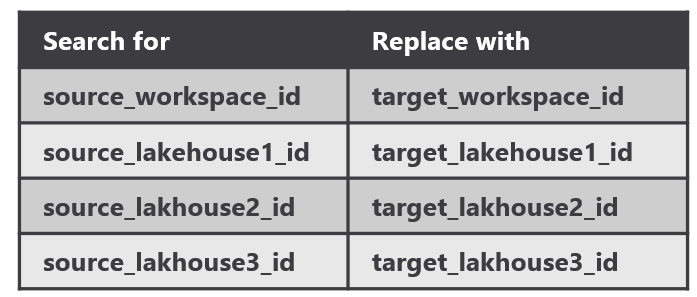 Search for Replace with
source_workspace_id target_workspace_id
source_lakehouse1_id target_lakehouse1_id
source_lakhouse2_id target_lakhouse2_id
source_lakhouse3_id target_lakhouse3_id